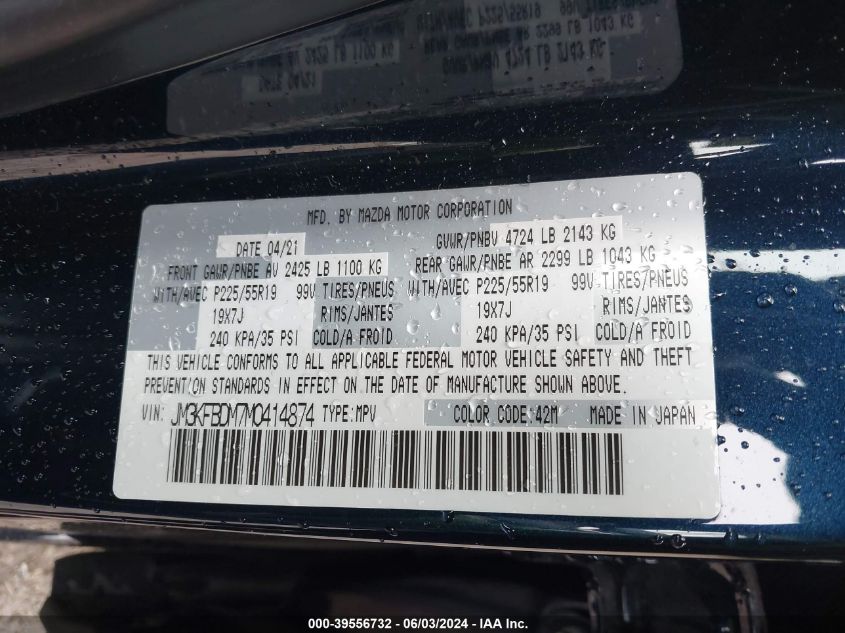 MFD. BY MAZDA MOTOR CORPORATION
DATE 04/21 GVWR/PNBV 4724 LB 2143 KG
FRONT GAWR/PNBE AV 2425 LB 1100 KG REAR GAWR/PNBE AR 2299 LB 1043 KG
WITH/AVEC P225/55R19 99V TIRES/PNEUS WITH/AVEC P225/55R19 99V TIRES/PNEUS
19X7J RIMS/JANTES 19X7J RIMS/JANTES
240 KPA/35 PSI COLD/A FROID 240 KPA/35 PSI COLD/A FROID
THIS VEHICLE CONFORMS TO ALL APPLICABLE FEDERAL MOTOR VEHICLE SAFETY AND THEFT
PREVENTION STANDARDS IN EFFECT ON THE DATE OF MANUFACTURE SHOWN ABOVE.
VIN: JM3KFBDM7M0414874 TYPE:MPV COLOR CODE:42M MADE IN JAPAN
000-39556732 - 06/03/2024 - IAA Inc.